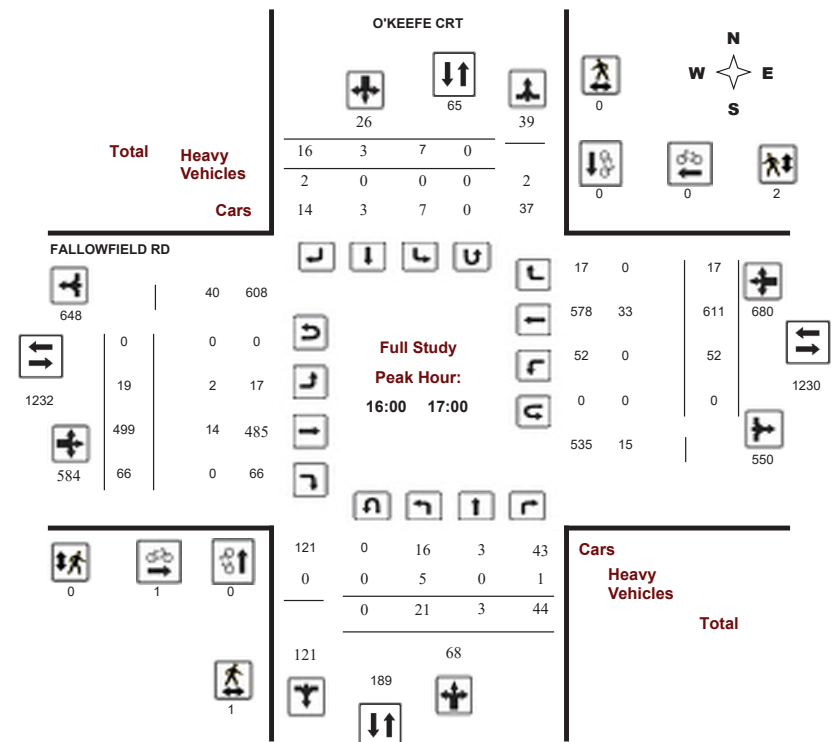 O'KEEFE CRT
N
W E
S
65
0
26
39
Total
Heavy
Vehicles
Cars
16 3 7 0
2 0 0 0 2
14 3 7 0 37
0 0 2
FALLOWFIELD RD
648
40 608
0 0 0
1232
19 2 17
499 14 485
584
66 0 66
Full Study
Peak Hour:
16:00 17:00
17 0 17
578 33 611 680
52 0 52
1230
0 0 0
535 15 550
121 0 16 3 43
0 0 5 0 1
0 21 3 44
121 68
189
0 1 0
1
Cars
Heavy
Vehicles
Total